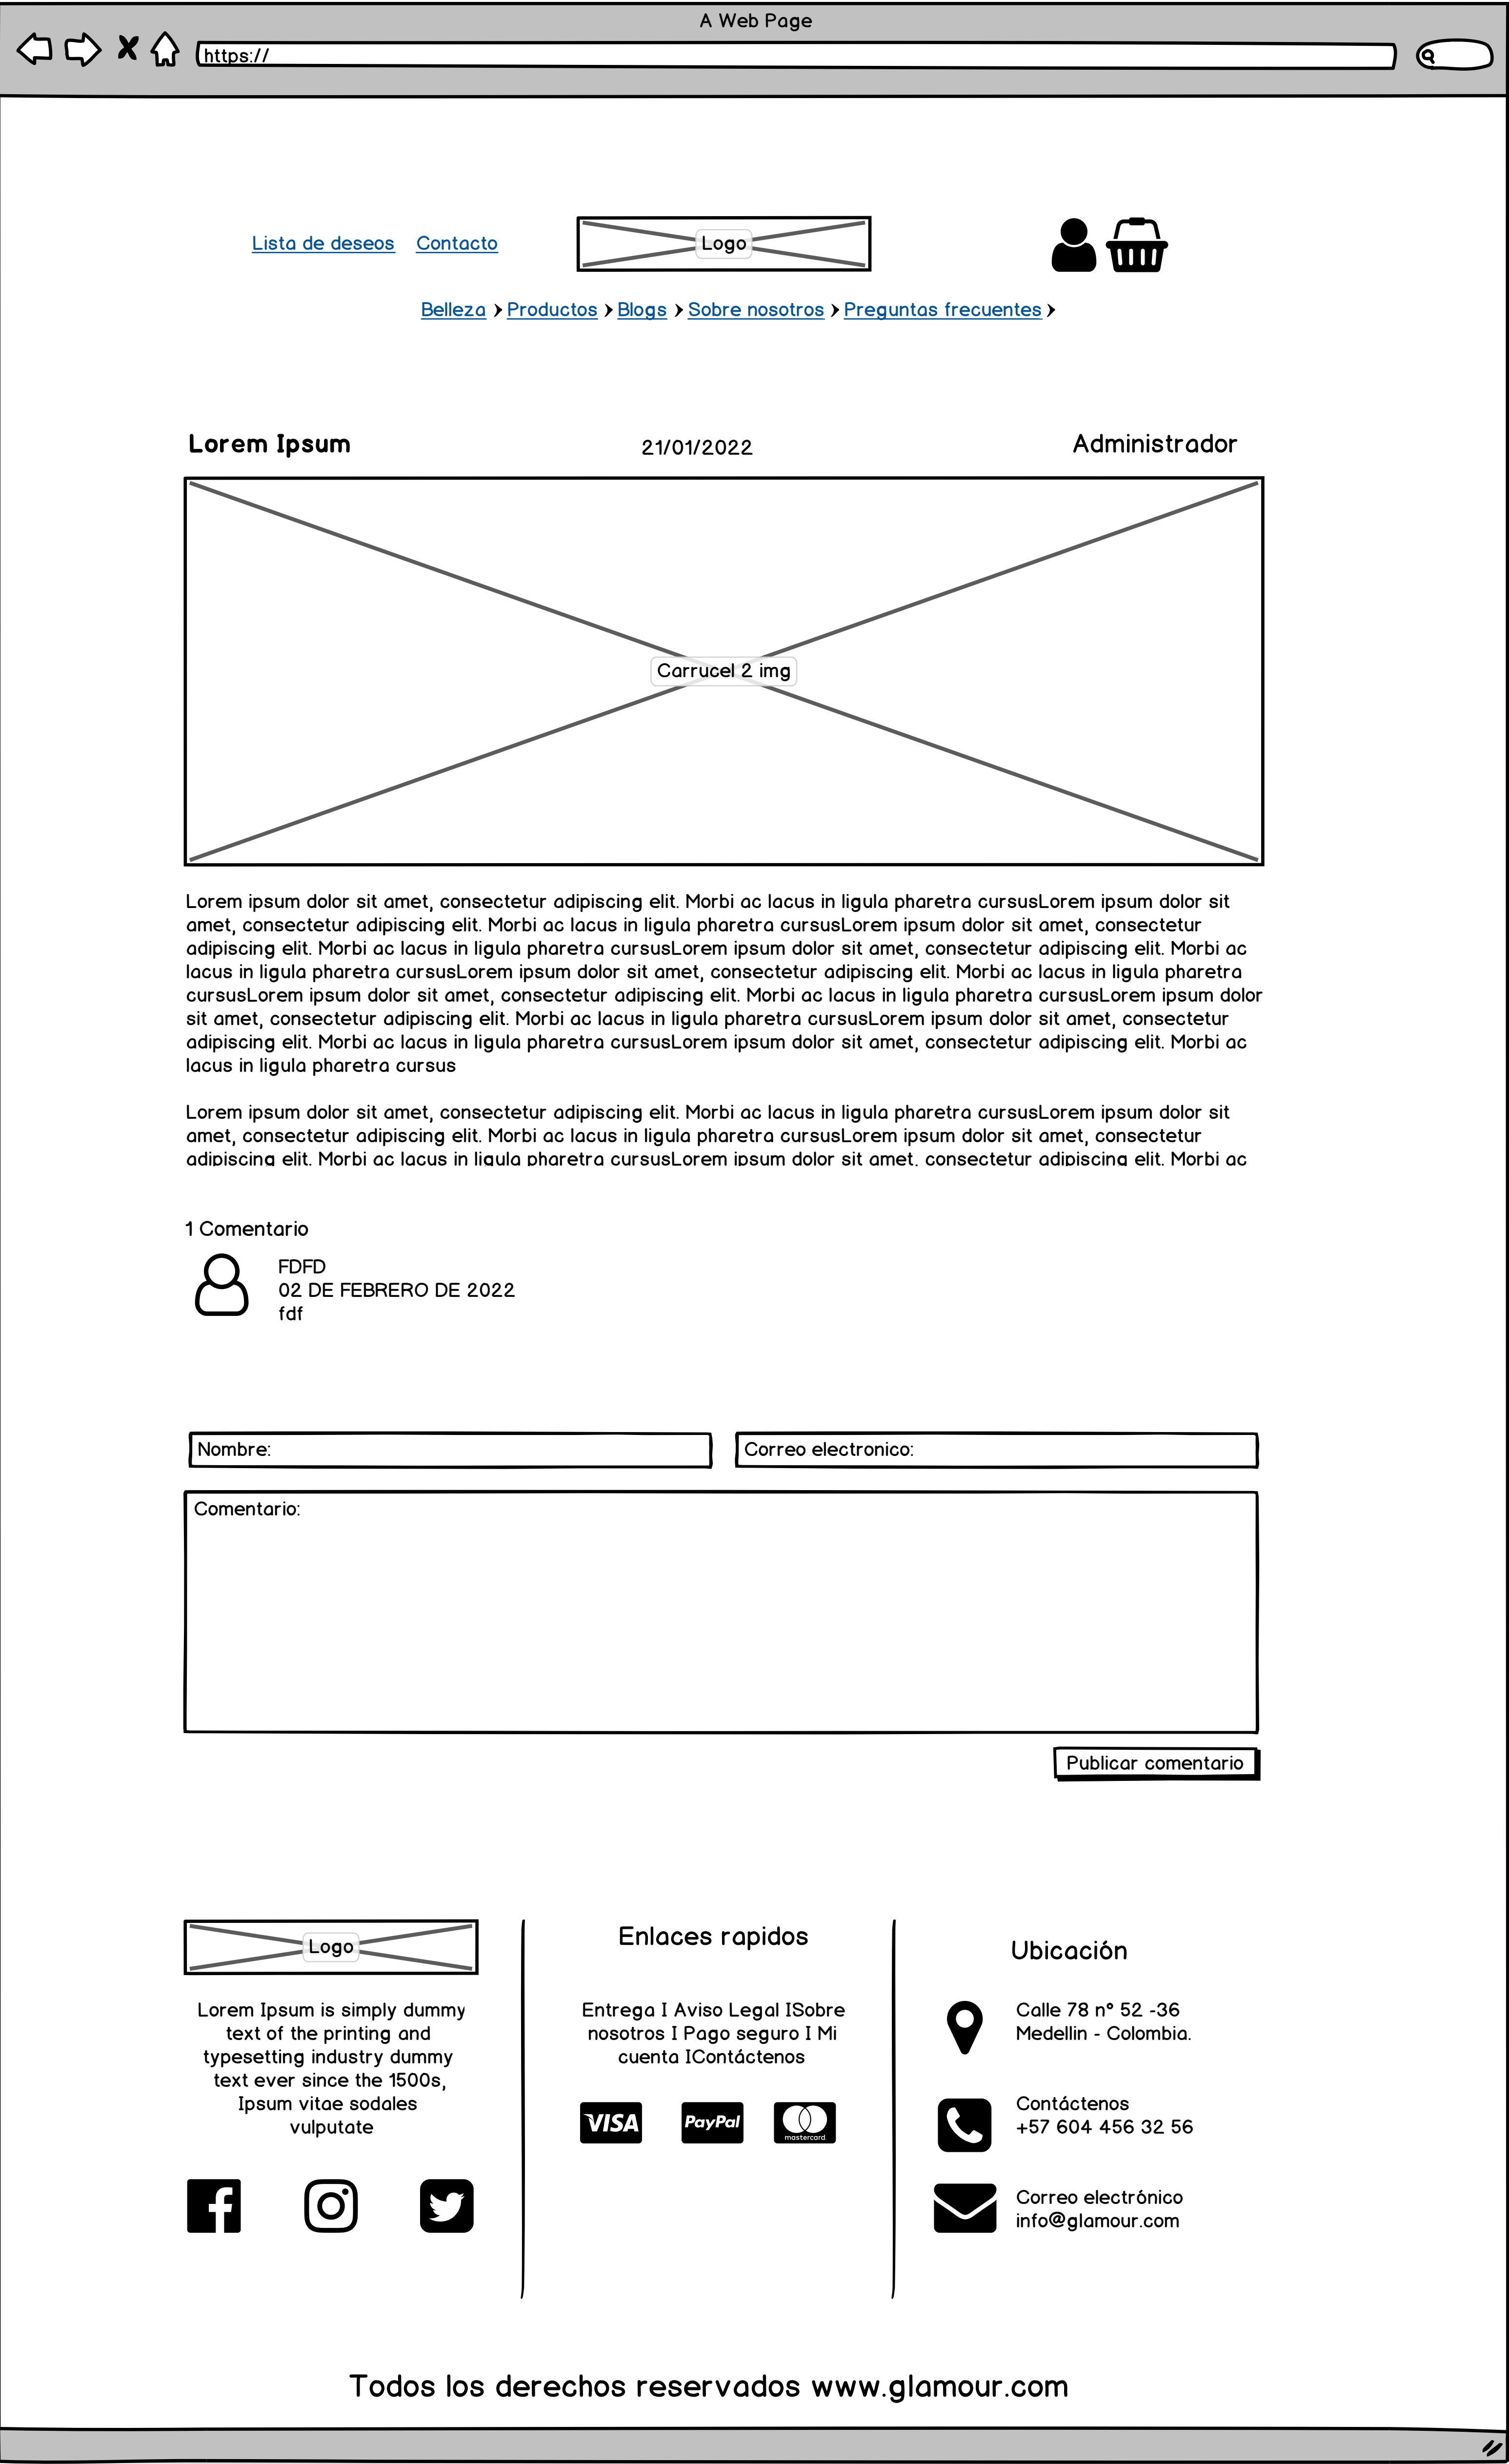 A Web Page
https://
Lista de deseos Contacto Logo
Belleza Productos Blogs Sobre nosotros Preguntas frecuentes
Lorem Ipsum 21/01/2022 Administrador
Carrucel 2 img
Lorem ipsum dolor sit amet, consectetur adipiscing elit. Morbi ac lacus in ligula pharetra cursusLorem ipsum dolor sit
amet, consectetur adipiscing elit. Morbi ac lacus in ligula pharetra cursusLorem ipsum dolor sit amet, consectetur
adipiscing elit. Morbi ac lacus in ligula pharetra cursusLorem ipsum dolor sit amet, consectetur adipiscing elit. Morbi ac
lacus in ligula pharetra cursusLorem ipsum dolor sit amet, consectetur adipiscing elit. Morbi ac lacus in ligula pharetra
cursusLorem ipsum dolor sit amet, consectetur adipiscing elit. Morbi ac lacus in ligula pharetra cursusLorem ipsum dolor
sit amet, consectetur adipiscing elit. Morbi ac lacus in ligula pharetra cursusLorem ipsum dolor sit amet, consectetur
adipiscing elit. Morbi ac lacus in ligula pharetra cursusLorem ipsum dolor sit amet, consectetur adipiscing elit. Morbi ac
lacus in ligula pharetra cursus
Lorem ipsum dolor sit amet, consectetur adipiscing elit. Morbi ac lacus in ligula pharetra cursusLorem ipsum dolor sit
amet, consectetur adipiscing elit. Morbi ac lacus in ligula pharetra cursusLorem ipsum dolor sit amet, consectetur
adipiscing elit. Morbi ac lacus in ligula pharetra cursusLorem ipsum dolor sit amet, consectetur adipiscing elit. Morbi ac
1 Comentario
FDFD
02 DE FEBRERO DE 2022
fdf
Nombre: Correo electronico:
Comentario:
Publicar comentario
Logo
Lorem Ipsum is simply dummy
text of the printing and
typesetting industry dummy
text ever since the 1500s,
Ipsum vitae sodales
vulputate
Enlaces rapidos
Entrega I Aviso Legal ISobre
nosotros I Pago seguro I Mi
cuenta IContáctenos
VISA PayPal mastercard
Ubicación
Calle 78 n° 52 -36
Medellin - Colombia.
Contáctenos
+57 604 456 32 56
Correo electrónico
info@glamour.com
Todos los derechos reservados www.glamour.com